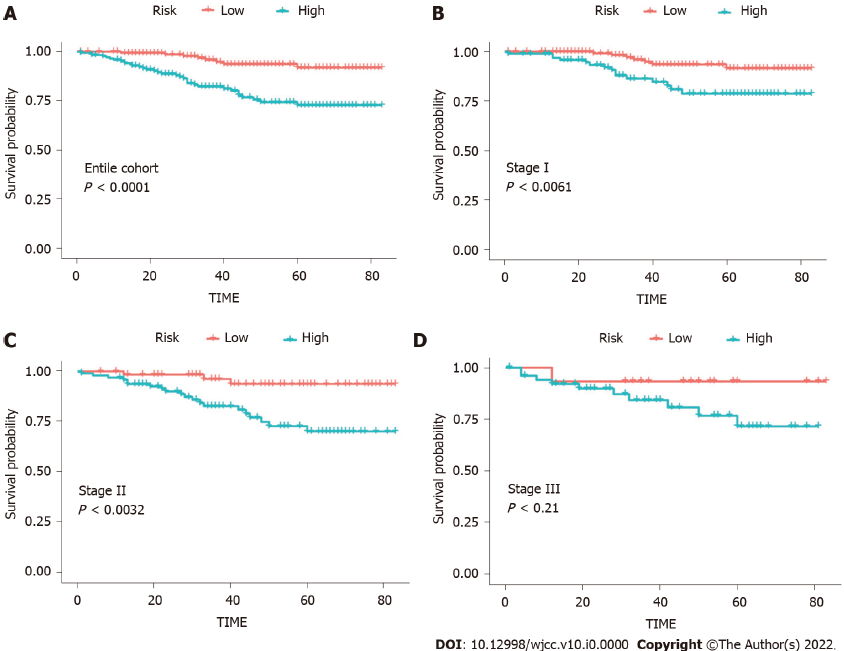 A Risk Low High
1.00
0.75
0.50
0.25
0.00
Survival probability
Entile cohort
P < 0.0001
0 20 40 60 80
TIME
B Risk Low High
1.00
0.75
0.50
0.25
0.00
Survival probability
Stage I
P < 0.0061
0 20 40 60 80
TIME
C Risk Low High
1.00
0.75
0.50
0.25
0.00
Survival probability
Stage II
P < 0.0032
0 20 40 60 80
TIME
D Risk Low High
1.00
0.75
0.50
0.25
0.00
Survival probability
Stage III
P < 0.21
0 20 40 60 80
TIME
DOI: 10.12998/wjcc.v10.i0.0000 Copyright ©The Author(s) 2022.